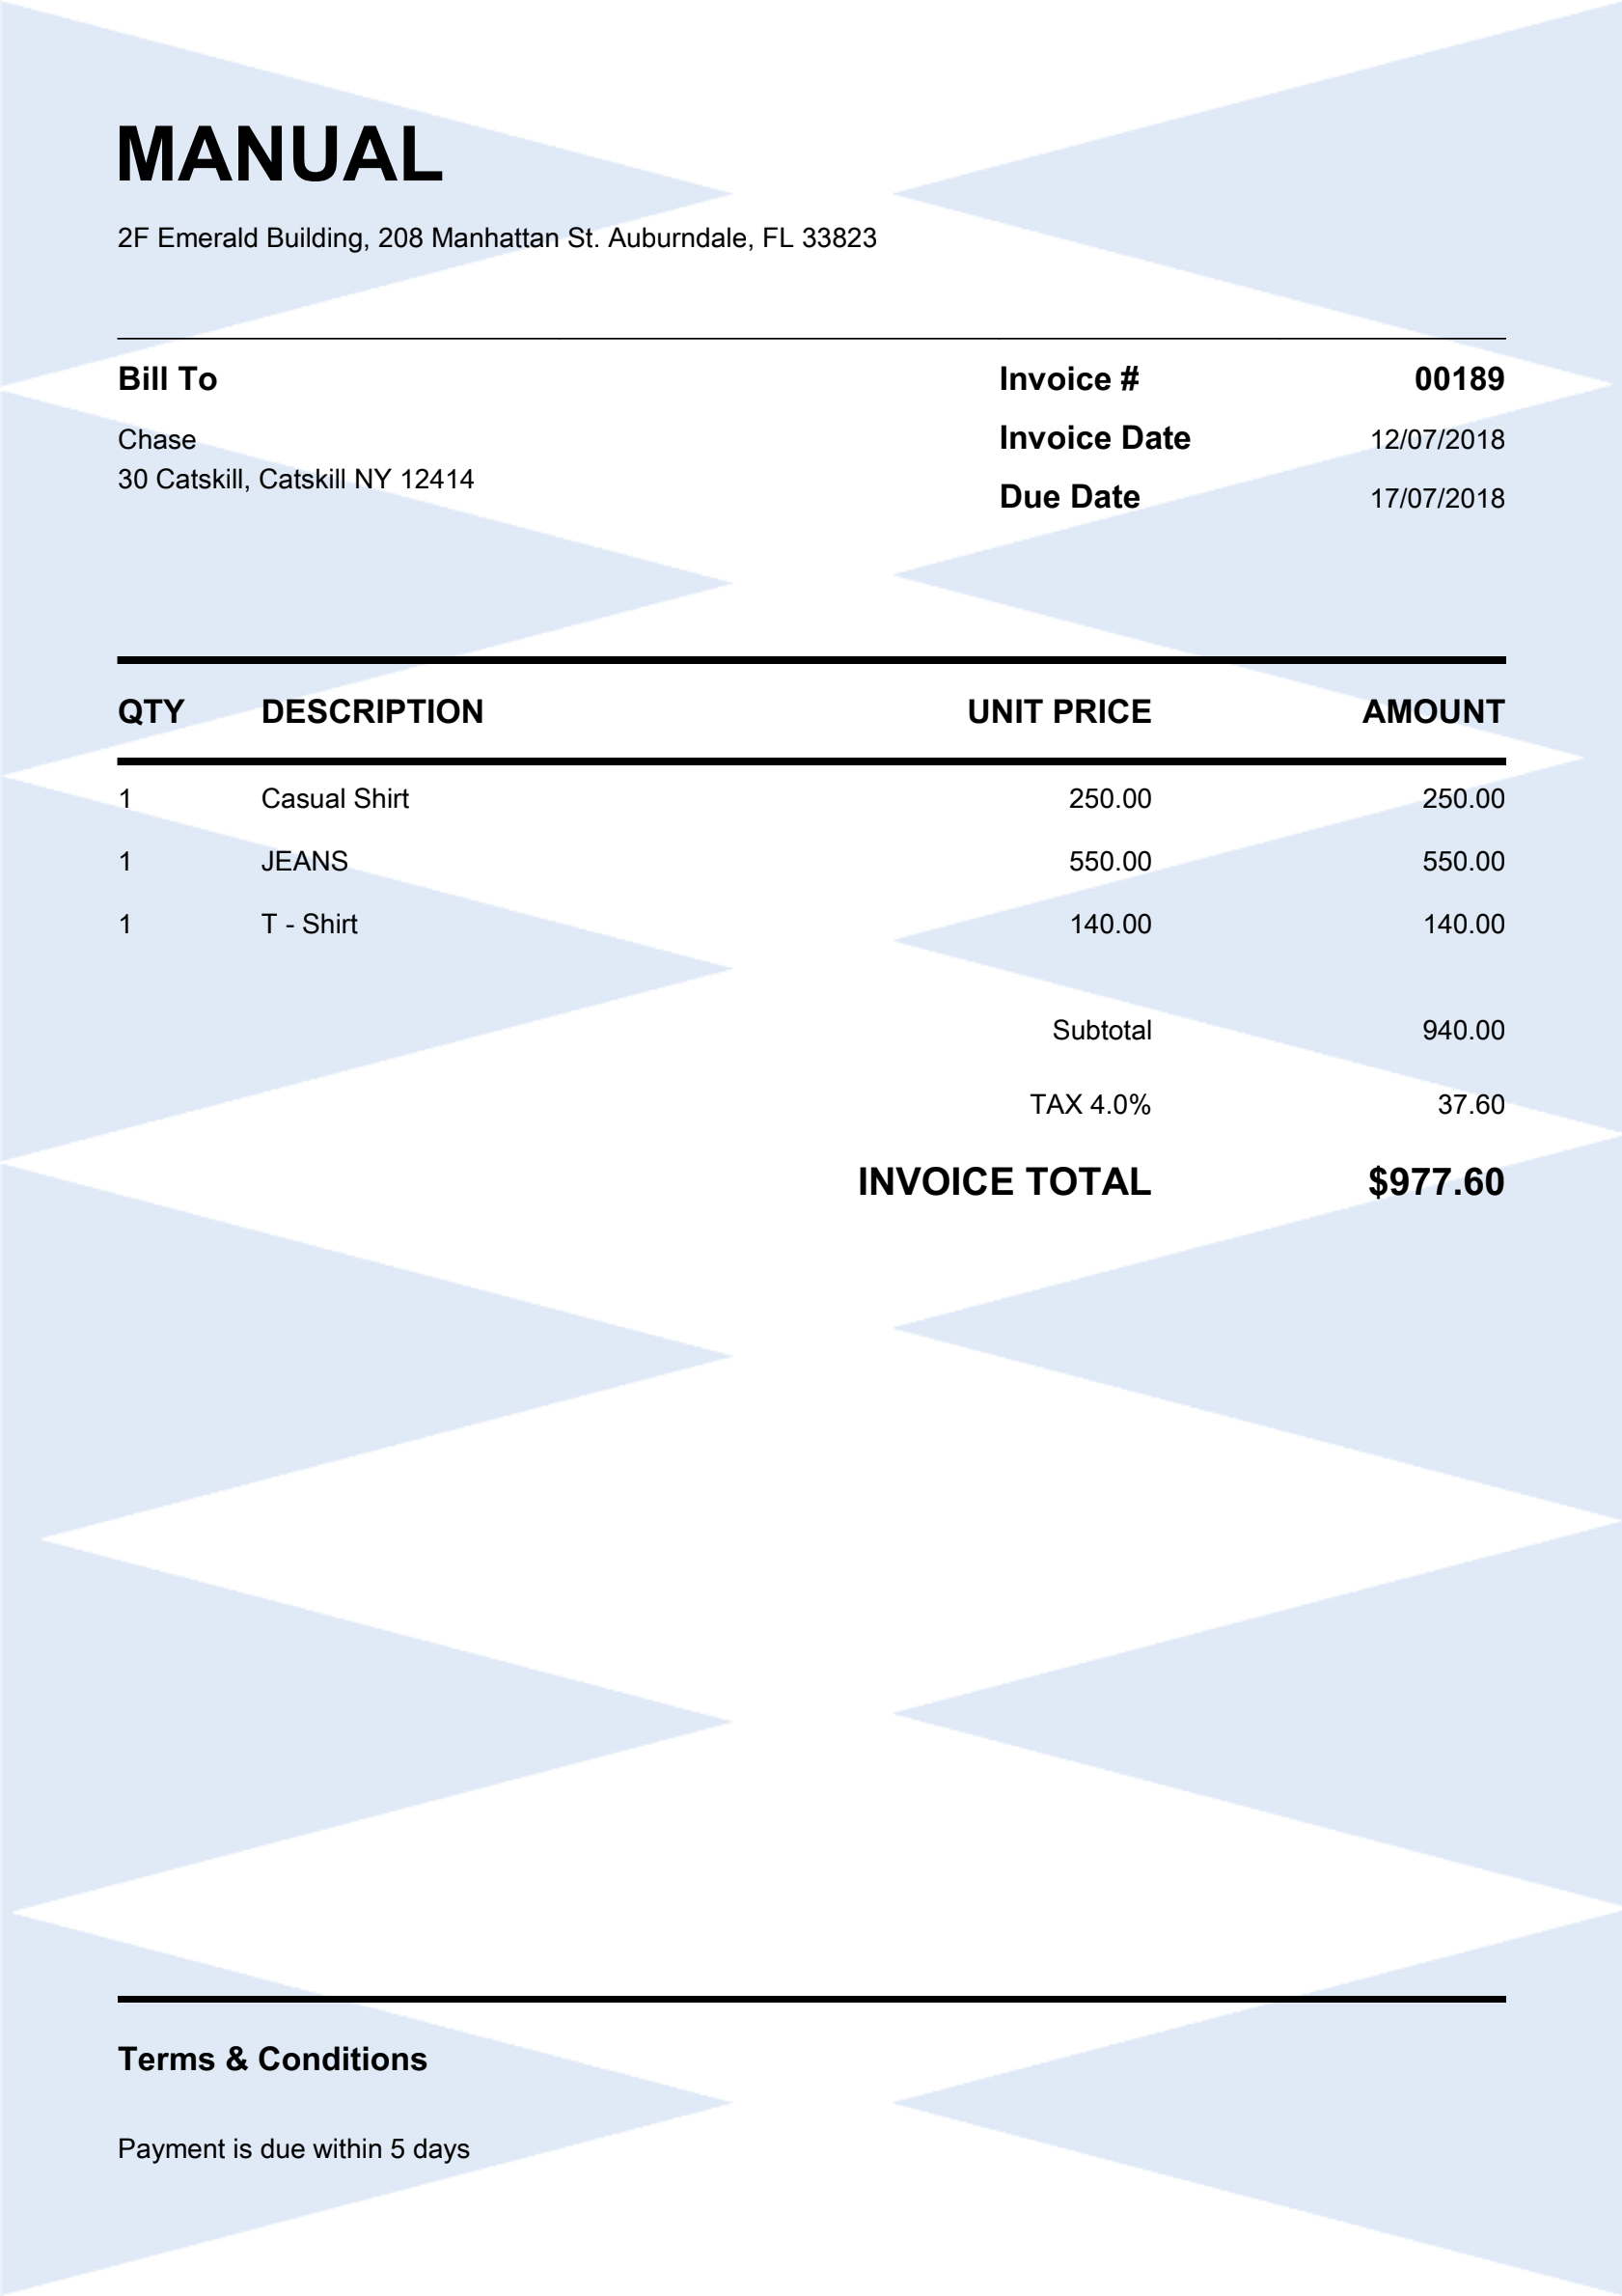 MANUAL
2F Emerald Building, 208 Manhattan St. Auburndale, FL 33823
Bill To
Chase
30 Catskill, Catskill NY 12414
Invoice # 00189
Invoice Date 12/07/2018
Due Date 17/07/2018
QTY DESCRIPTION UNIT PRICE AMOUNT
1 Casual Shirt 250.00 250.00
1 JEANS 550.00 550.00
1 T - Shirt 140.00 140.00
Subtotal 940.00
TAX 4.0% 37.60
INVOICE TOTAL $977.60
Terms & Conditions
Payment is due within 5 days